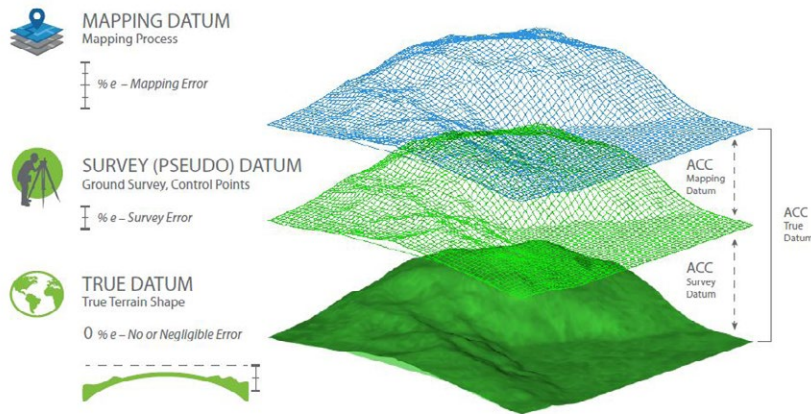 MAPPING DATUM
Mapping Process
% e – Mapping Error
SURVEY (PSEUDO) DATUM
Ground Survey, Control Points
% e – Survey Error
TRUE DATUM
True Terrain Shape
0 % e – No or Negligible Error
ACC
Mapping
Datum
ACC
Survey
Datum
ACC
True
Datum